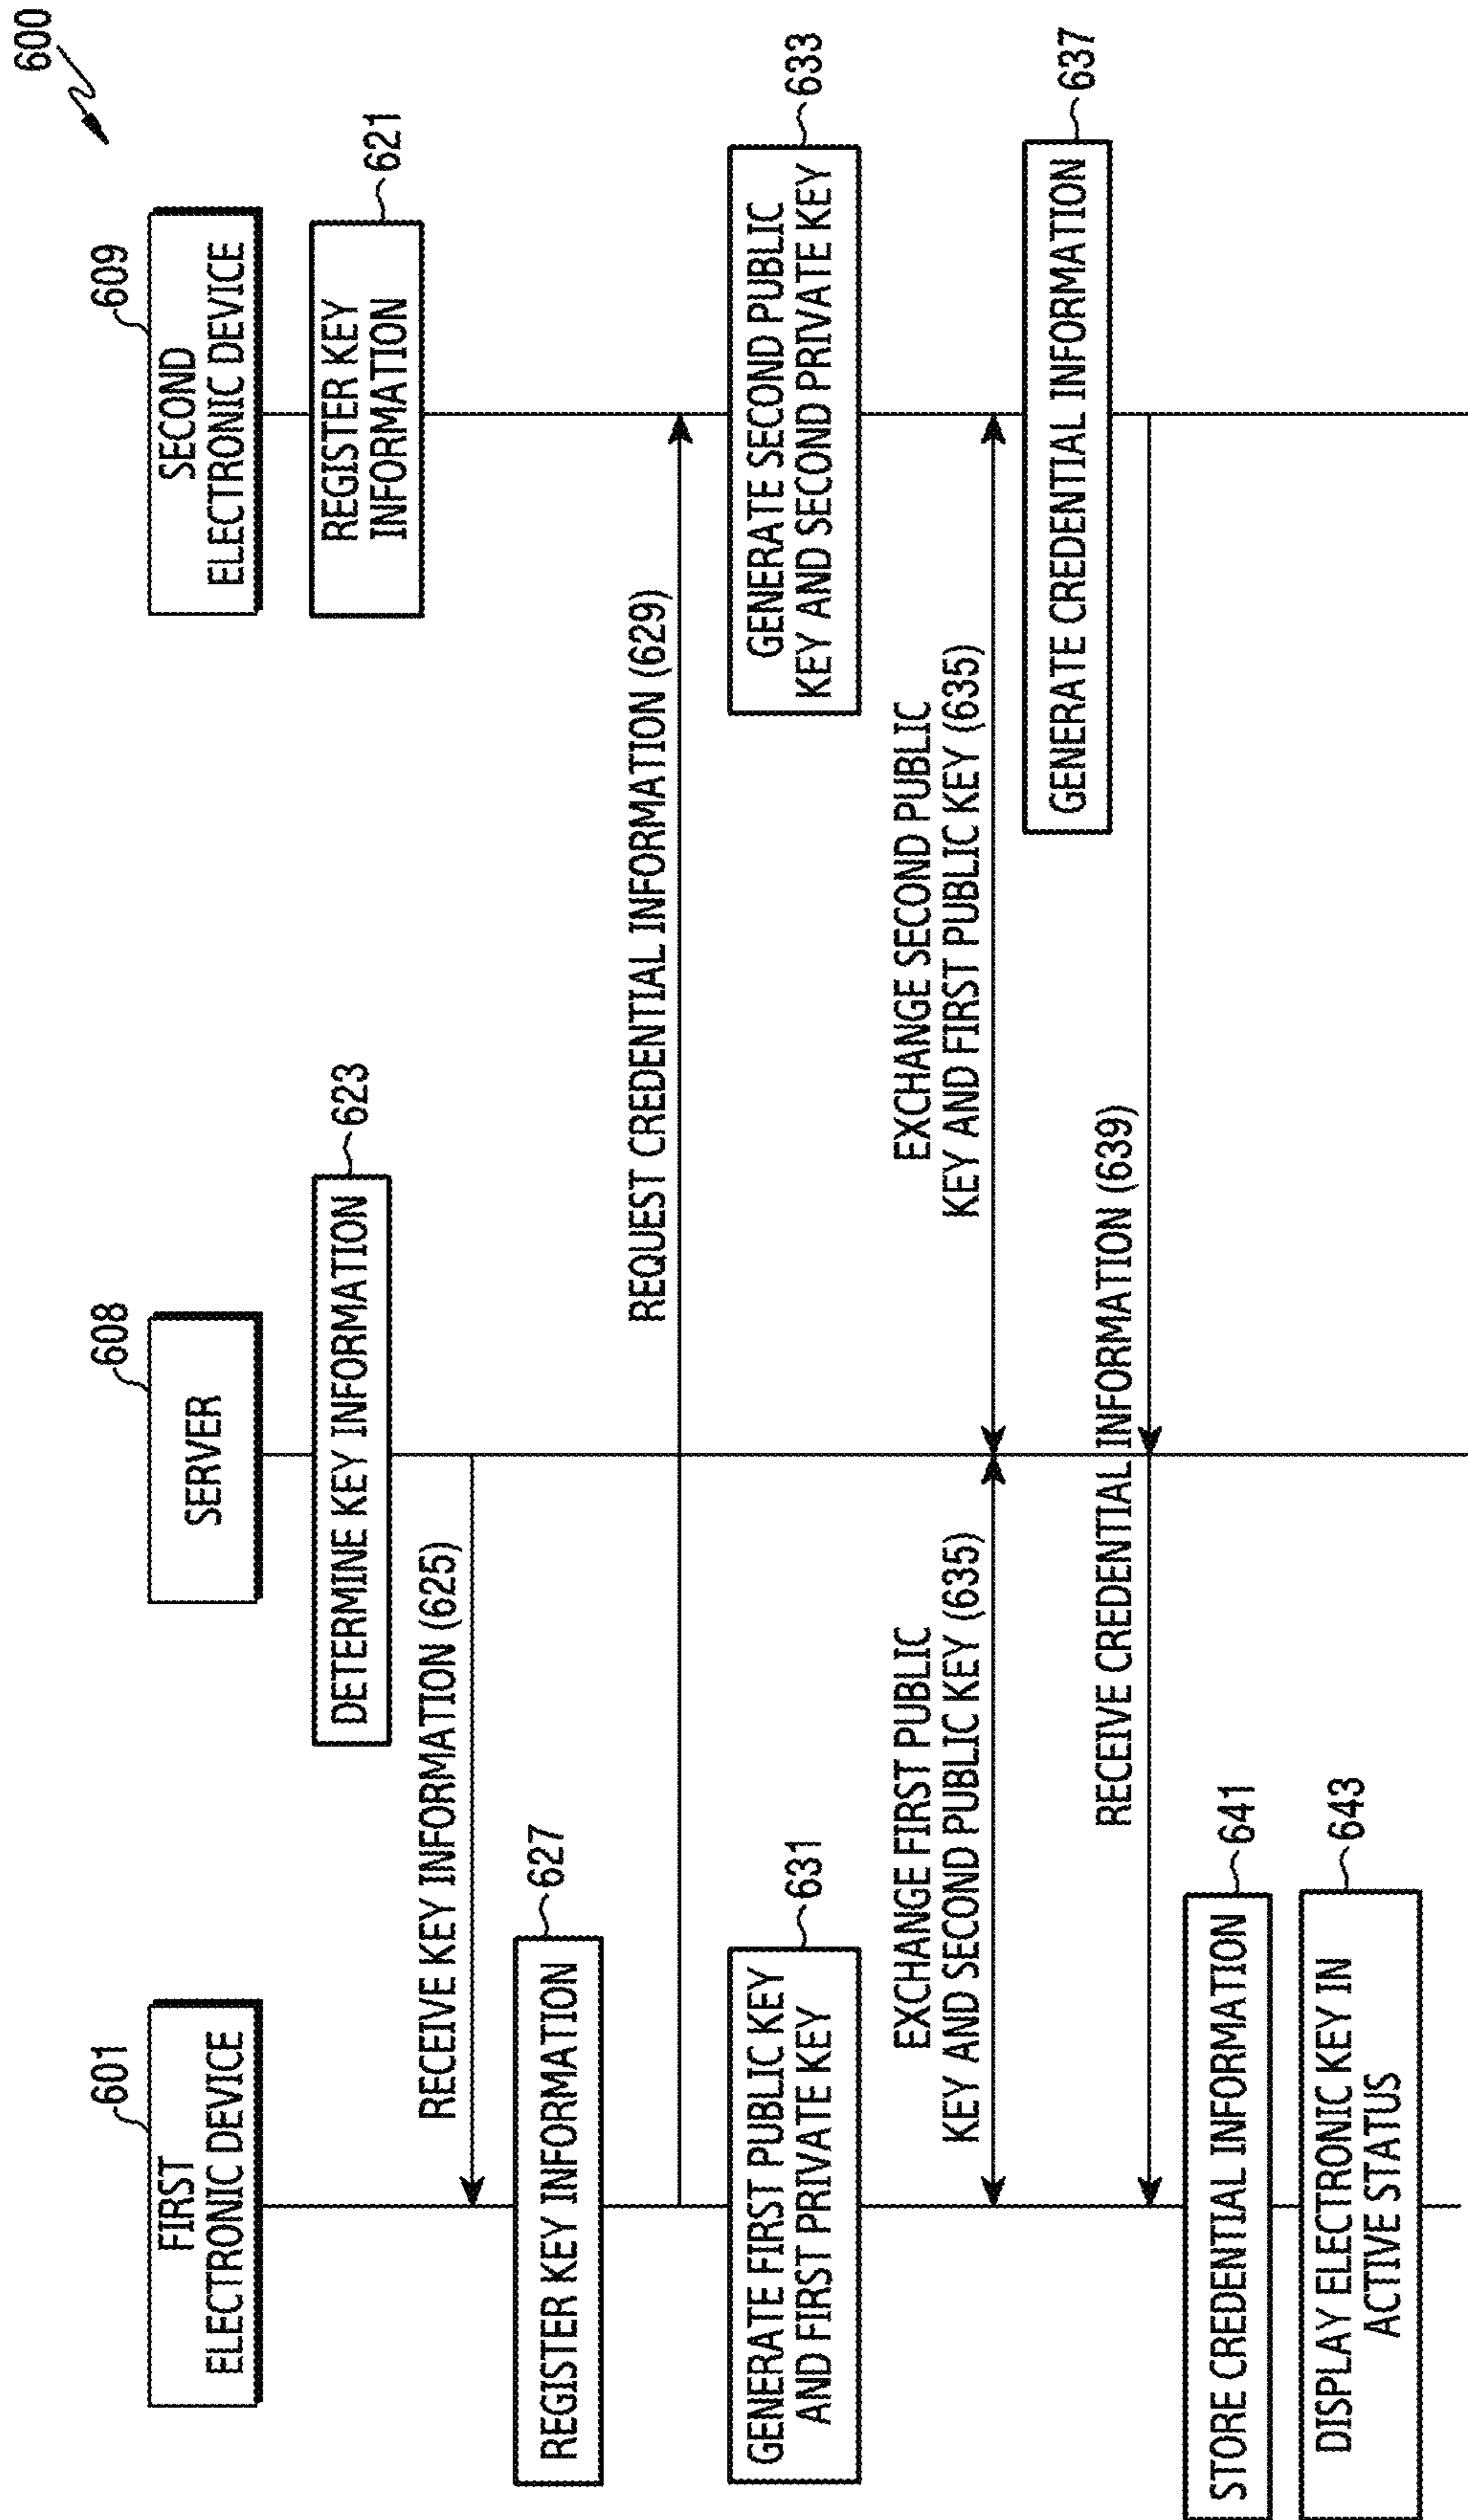 600
601
FIRST
ELECTRONIC DEVICE
608
SERVER
609
SECOND
ELECTRONIC DEVICE
621
REGISTER KEY
INFORMATION
623
DETERMINE KEY INFORMATION
RECEIVE KEY INFORMATION (625)
627
REGISTER KEY INFORMATION
REQUEST CREDENTIAL INFORMATION (629)
631
GENERATE FIRST PUBLIC KEY
AND FIRST PRIVATE KEY
633
GENERATE SECOND PUBLIC
KEY AND SECOND PRIVATE KEY
EXCHANGE FIRST PUBLIC
KEY AND SECOND PUBLIC KEY (635)
EXCHANGE SECOND PUBLIC
KEY AND FIRST PUBLIC KEY (635)
637
GENERATE CREDENTIAL INFORMATION
RECEIVE CREDENTIAL INFORMATION (639)
641
STORE CREDENTIAL INFORMATION
643
DISPLAY ELECTRONIC KEY IN
ACTIVE STATUS